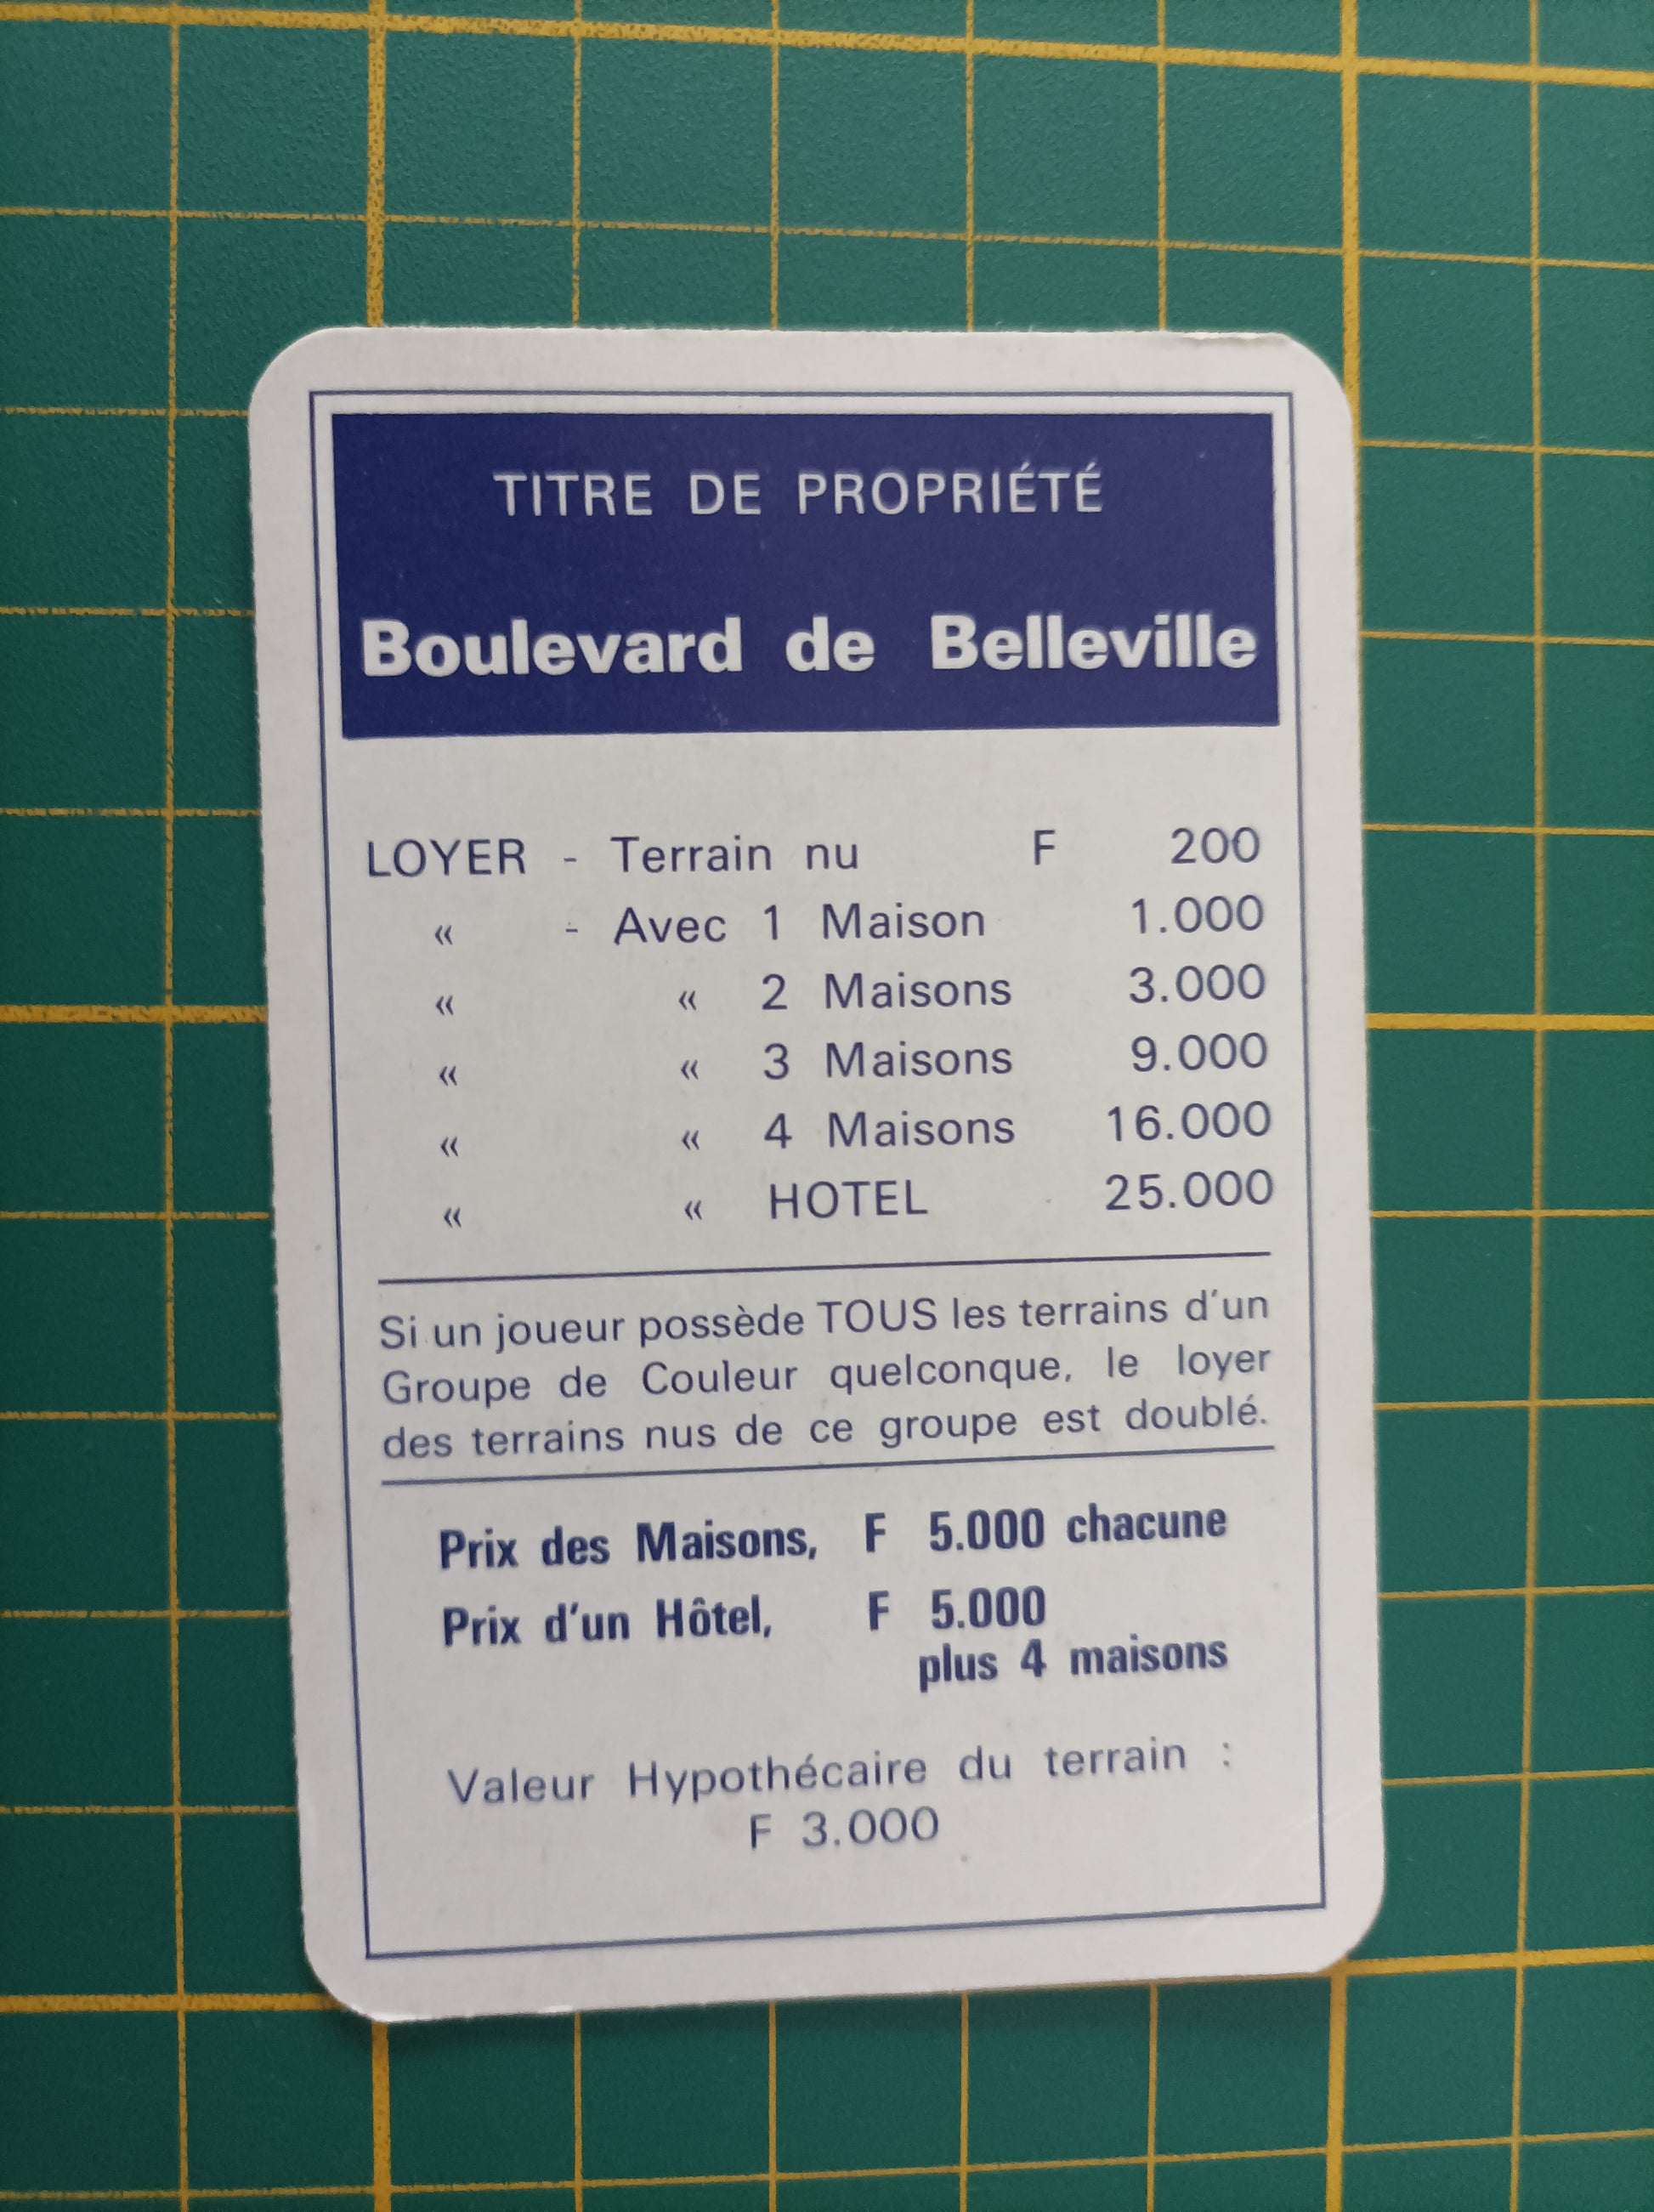 TITRE DE PROPRIÉTÉ
Boulevard de Belleville
LOYER - Terrain nu F 200
« - Avec 1 Maison 1.000
« « 2 Maisons 3.000
« « 3 Maisons 9.000
« « 4 Maisons 16.000
« « HOTEL 25.000
Si un joueur possède TOUS les terrains d'un
Groupe de Couleur quelconque, le loyer
des terrains nus de ce groupe est doublé.
Prix des Maisons, F 5.000 chacune
Prix d'un Hôtel, F 5.000
plus 4 maisons
Valeur Hypothécaire du terrain :
F 3.000